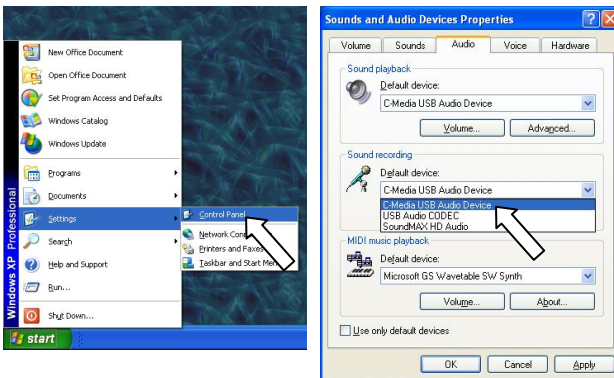 New Office Document
Open Office Document
Set Program Access and Defaults
Windows Catalog
Windows Update
Programs
Documents
Settings
Control Panel
Network Conn
Search
Printers and Faxes
Help and Support
Taskbar and Start Menu
Run...
Shut Down...
Windows XP Professional
start
Sounds and Audio Devices Properties
Volume Sounds Audio Voice Hardware
Sound playback
Default device:
C-Media USB Audio Device
Volume... Advanced...
Sound recording
Default device:
C-Media USB Audio Device
C-Media USB Audio Device
USB Audio CODEC
SoundMAX HD Audio
MIDI music playback
Default device:
Microsoft GS Wavetable SW Synth
Volume... About...
Use only default devices
OK Cancel Apply